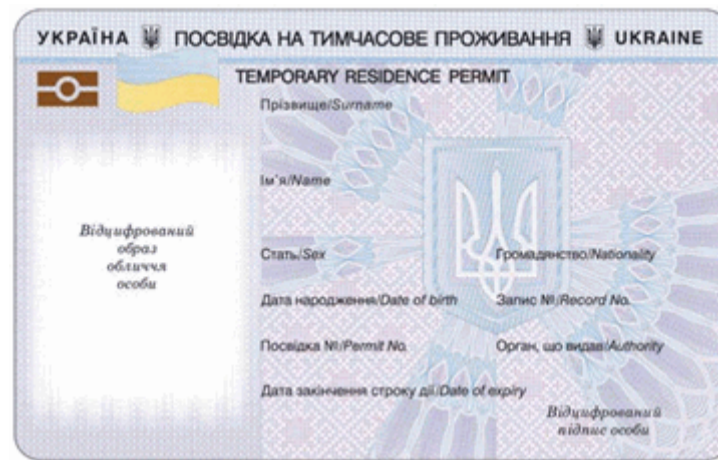 УКРАЇНА ПОСВІДКА НА ТИМЧАСОВЕ ПРОЖИВАННЯ UKRAINE
TEMPORARY RESIDENCE PERMIT
Прізвище/Surname
Ім'я/Name
Відцифрований
образ
обличчя
особи
Стать/Sex Громадянство/Nationality
Дата народження/Date of birth Запис №/Record No.
Посвідка №/Permit No. Орган, що видав/Authority
Дата закінчення строку дії/Date of expiry
Відцифрований
підпис особи